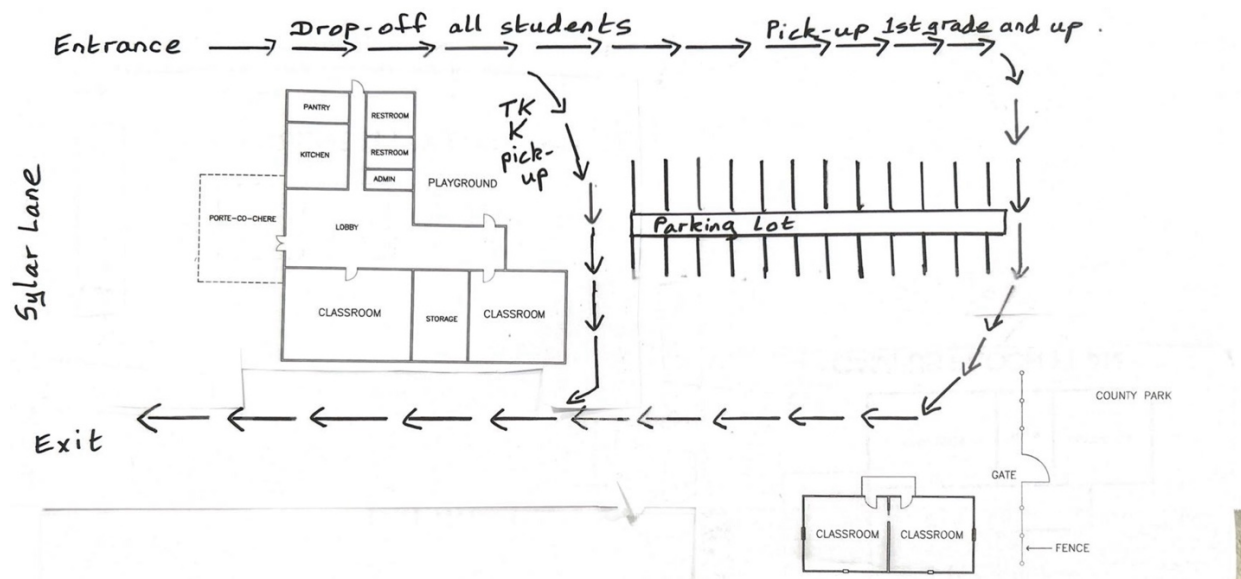 Drop-off all students
Pick-up 1st grade and up.
Entrance
TK
K
pick-
up
PANTRY
RESTROOM
KITCHEN
RESTROOM
ADMIN
PLAYGROUND
PORTE-CO-CHERE
LOBBY
Parking Lot
Sylar Lane
CLASSROOM
STORAGE
CLASSROOM
Exit
COUNTY PARK
GATE
CLASSROOM
CLASSROOM
FENCE